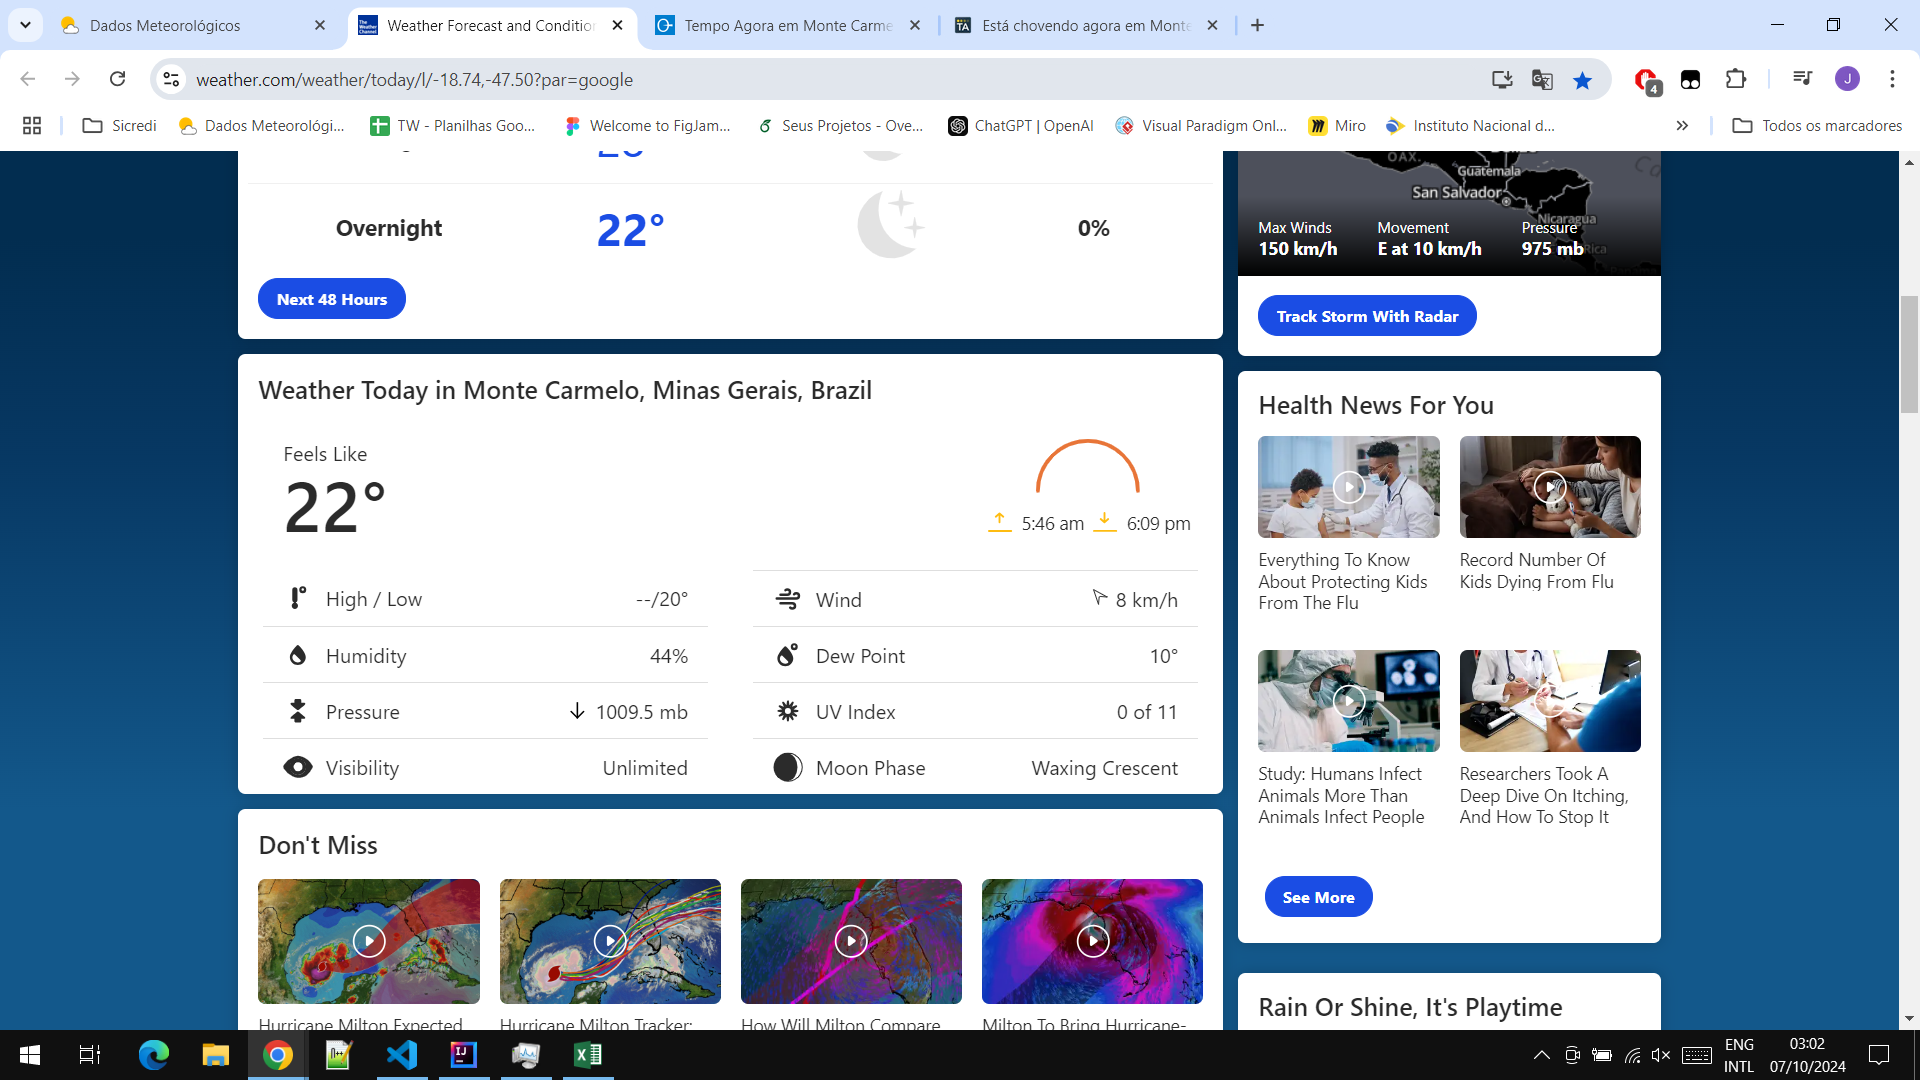 Dados Meteorológicos
Weather Forecast and Condition
Tempo Agora em Monte Carme
Está chovendo agora em Monte
weather.com/weather/today/l/-18.74,-47.50?par=google
4
J
Sicredi
Dados Meteorológi...
TW - Planilhas Goo...
Welcome to FigJam...
Seus Projetos - Ove...
ChatGPT | OpenAI
Visual Paradigm Onl...
Miro
Instituto Nacional d...
Todos os marcadores
Overnight
22°
0%
Next 48 Hours
OAX.
Guatemala
San Salvador
Nicaragua
Max Winds
150 km/h
Movement
E at 10 km/h
Pressure
975 mb
Track Storm With Radar
Weather Today in Monte Carmelo, Minas Gerais, Brazil
Feels Like
22°
5:46 am
6:09 pm
High / Low
--/20°
Wind
8 km/h
Humidity
44%
Dew Point
10°
Pressure
1009.5 mb
UV Index
0 of 11
Visibility
Unlimited
Moon Phase
Waxing Crescent
Health News For You
Everything To Know
About Protecting Kids
From The Flu
Record Number Of
Kids Dying From Flu
Study: Humans Infect
Animals More Than
Animals Infect People
Researchers Took A
Deep Dive On Itching,
And How To Stop It
See More
Don't Miss
Hurricane Milton Expected
Hurricane Milton Tracker:
How Will Milton Compare
Milton To Bring Hurricane-
Rain Or Shine, It's Playtime
ENG
INTL
03:02
07/10/2024